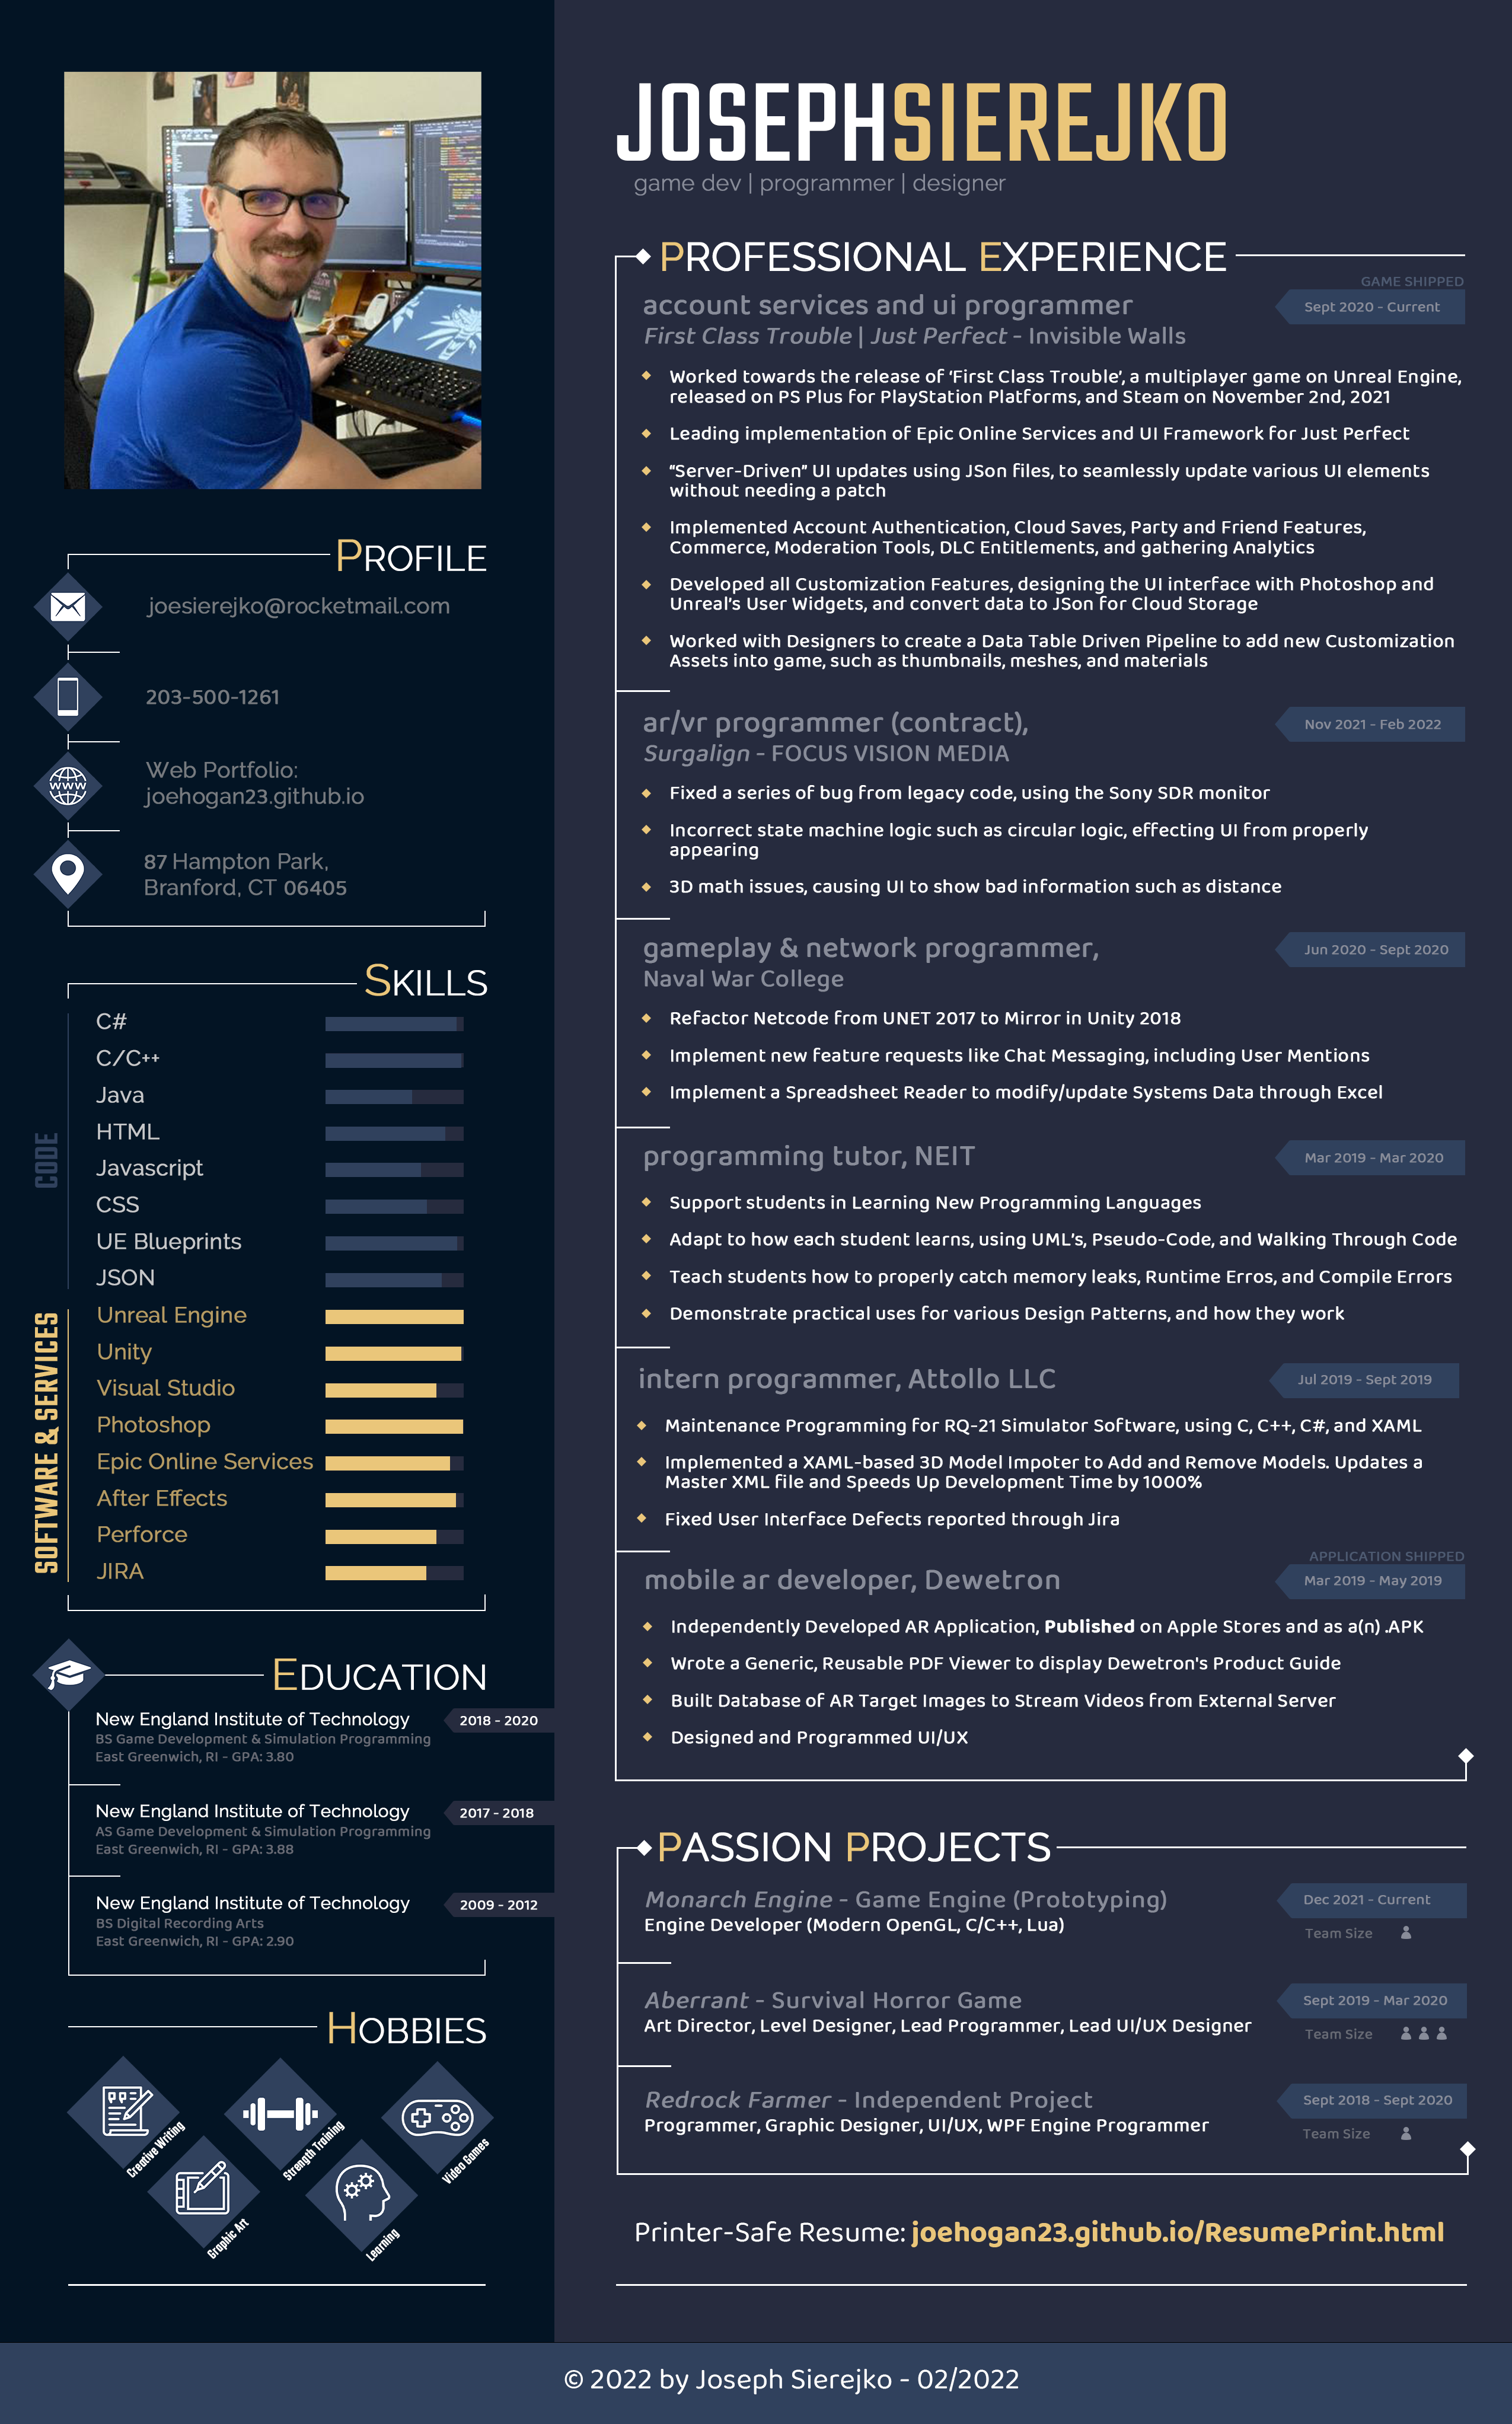 JOSEPHSIEREJKO
game dev | programmer | designer
PROFILE
joesierejko@rocketmail.com
203-500-1261
www
Web Portfolio:
joehogan23.github.io
87 Hampton Park,
Branford, CT 06405
SKILLS
CODE
C#
C/C++
Java
HTML
Javascript
CSS
UE Blueprints
JSON
SOFTWARE & SERVICES
Unreal Engine
Unity
Visual Studio
Photoshop
Epic Online Services
After Effects
Perforce
JIRA
EDUCATION
New England Institute of Technology
2018 - 2020
BS Game Development & Simulation Programming
East Greenwich, RI - GPA: 3.80
New England Institute of Technology
2017 - 2018
AS Game Development & Simulation Programming
East Greenwich, RI - GPA: 3.88
New England Institute of Technology
2009 - 2012
BS Digital Recording Arts
East Greenwich, RI - GPA: 2.90
HOBBIES
Creative Writing
Strength Training
Video Games
Graphic Art
Learning
PROFESSIONAL EXPERIENCE
GAME SHIPPED
account services and ui programmer
Sept 2020 - Current
First Class Trouble | Just Perfect - Invisible Walls
Worked towards the release of ‘First Class Trouble’, a multiplayer game on Unreal Engine,
released on PS Plus for PlayStation Platforms, and Steam on November 2nd, 2021
Leading implementation of Epic Online Services and UI Framework for Just Perfect
“Server-Driven” UI updates using JSon files, to seamlessly update various UI elements
without needing a patch
Implemented Account Authentication, Cloud Saves, Party and Friend Features,
Commerce, Moderation Tools, DLC Entitlements, and gathering Analytics
Developed all Customization Features, designing the UI interface with Photoshop and
Unreal’s User Widgets, and convert data to JSon for Cloud Storage
Worked with Designers to create a Data Table Driven Pipeline to add new Customization
Assets into game, such as thumbnails, meshes, and materials
ar/vr programmer (contract),
Nov 2021 - Feb 2022
Surgalign - FOCUS VISION MEDIA
Fixed a series of bug from legacy code, using the Sony SDR monitor
Incorrect state machine logic such as circular logic, effecting UI from properly
appearing
3D math issues, causing UI to show bad information such as distance
gameplay & network programmer,
Jun 2020 - Sept 2020
Naval War College
Refactor Netcode from UNET 2017 to Mirror in Unity 2018
Implement new feature requests like Chat Messaging, including User Mentions
Implement a Spreadsheet Reader to modify/update Systems Data through Excel
programming tutor, NEIT
Mar 2019 - Mar 2020
Support students in Learning New Programming Languages
Adapt to how each student learns, using UML’s, Pseudo-Code, and Walking Through Code
Teach students how to properly catch memory leaks, Runtime Erros, and Compile Errors
Demonstrate practical uses for various Design Patterns, and how they work
intern programmer, Attollo LLC
Jul 2019 - Sept 2019
Maintenance Programming for RQ-21 Simulator Software, using C, C++, C#, and XAML
Implemented a XAML-based 3D Model Impoter to Add and Remove Models. Updates a
Master XML file and Speeds Up Development Time by 1000%
Fixed User Interface Defects reported through Jira
APPLICATION SHIPPED
mobile ar developer, Dewetron
Mar 2019 - May 2019
Independently Developed AR Application, Published on Apple Stores and as a(n) .APK
Wrote a Generic, Reusable PDF Viewer to display Dewetron's Product Guide
Built Database of AR Target Images to Stream Videos from External Server
Designed and Programmed UI/UX
PASSION PROJECTS
Monarch Engine - Game Engine (Prototyping)
Dec 2021 - Current
Engine Developer (Modern OpenGL, C/C++, Lua)
Team Size
Aberrant - Survival Horror Game
Sept 2019 - Mar 2020
Art Director, Level Designer, Lead Programmer, Lead UI/UX Designer
Team Size
Redrock Farmer - Independent Project
Sept 2018 - Sept 2020
Programmer, Graphic Designer, UI/UX, WPF Engine Programmer
Team Size
Printer-Safe Resume: joehogan23.github.io/ResumePrint.html
© 2022 by Joseph Sierejko - 02/2022